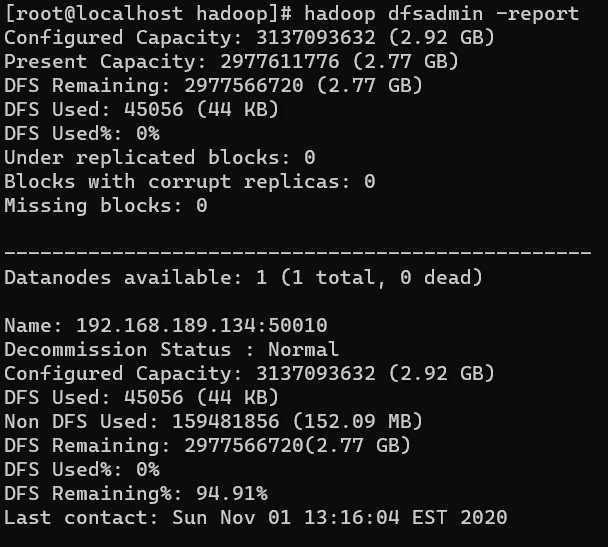 [root@localhost hadoop]# hadoop dfsadmin -report
Configured Capacity: 3137093632 (2.92 GB)
Present Capacity: 2977611776 (2.77 GB)
DFS Remaining: 2977566720 (2.77 GB)
DFS Used: 45056 (44 KB)
DFS Used%: 0%
Under replicated blocks: 0
Blocks with corrupt replicas: 0
Missing blocks: 0
-------------------------------------------------
Datanodes available: 1 (1 total, 0 dead)
Name: 192.168.189.134:50010
Decommission Status : Normal
Configured Capacity: 3137093632 (2.92 GB)
DFS Used: 45056 (44 KB)
Non DFS Used: 159481856 (152.09 MB)
DFS Remaining: 2977566720(2.77 GB)
DFS Used%: 0%
DFS Remaining%: 94.91%
Last contact: Sun Nov 01 13:16:04 EST 2020